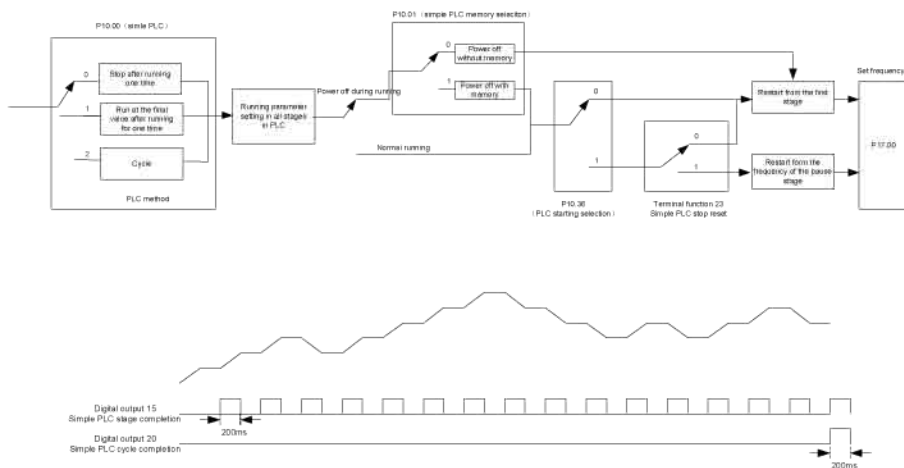 P10.00 (simle PLC)
0
Stop after running
one time
1
Run at the final
value after running
for one time
2
Cycle
PLC method
Running parameter
setting in all stages
in PLC
Power off during running
P10.01 (simple PLC memory selection)
0
Power off
without memory
1
Power off with
memory
Normal running
0
1
P10.36
(PLC starting selection)
0
1
Terminal function 23
Simple PLC stop reset
Restart from the first
stage
Restart form the
frequency of the pause
stage
Set frequency
P17.00
Digital output 15
Simple PLC stage completion
200ms
Digital output 20
Simple PLC cycle completion
200ms